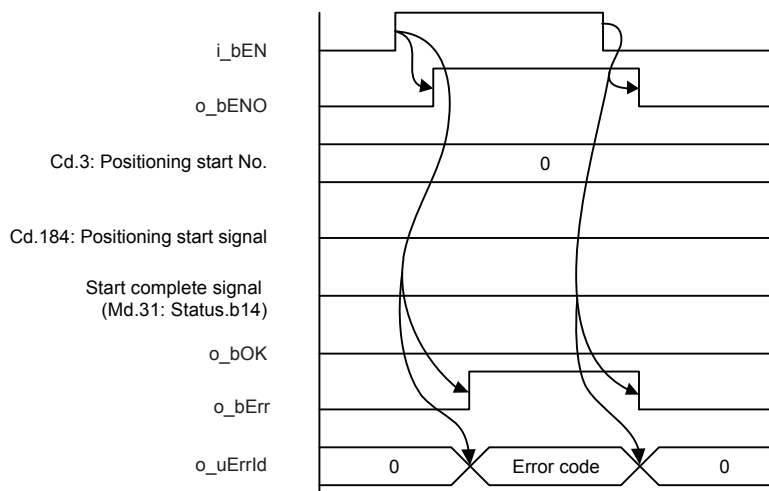 i_bEN
o_bENO
Cd.3: Positioning start No.
0
Cd.184: Positioning start signal
Start complete signal
(Md.31: Status.b14)
o_bOK
o_bErr
o_uErrId
0
Error code
0